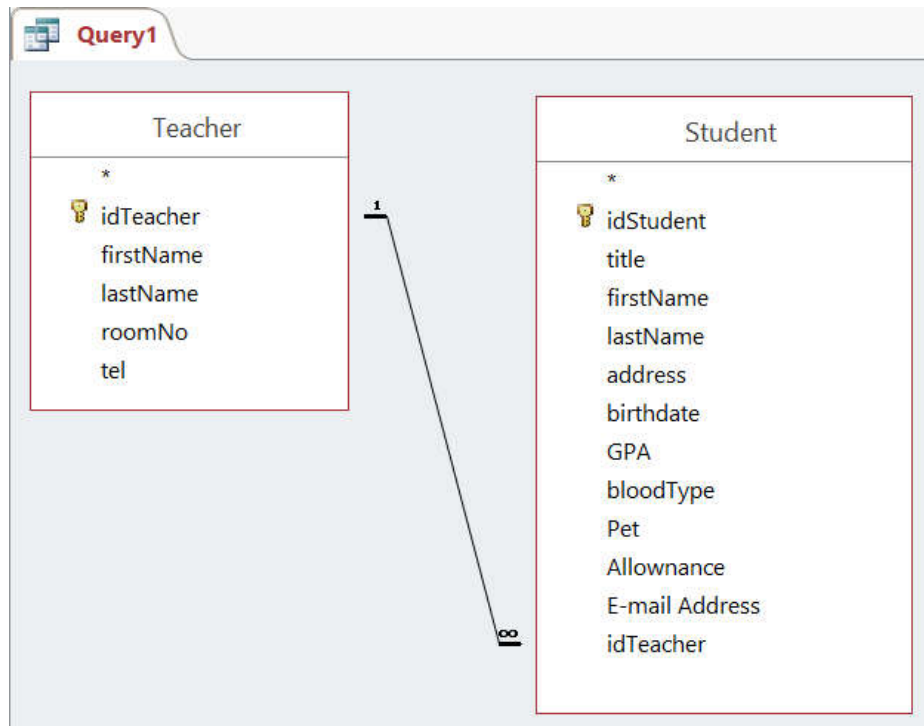 Query1
Teacher
*
idTeacher
firstName
lastName
roomNo
tel
1
∞
Student
*
idStudent
title
firstName
lastName
address
birthdate
GPA
bloodType
Pet
Allownance
E-mail Address
idTeacher